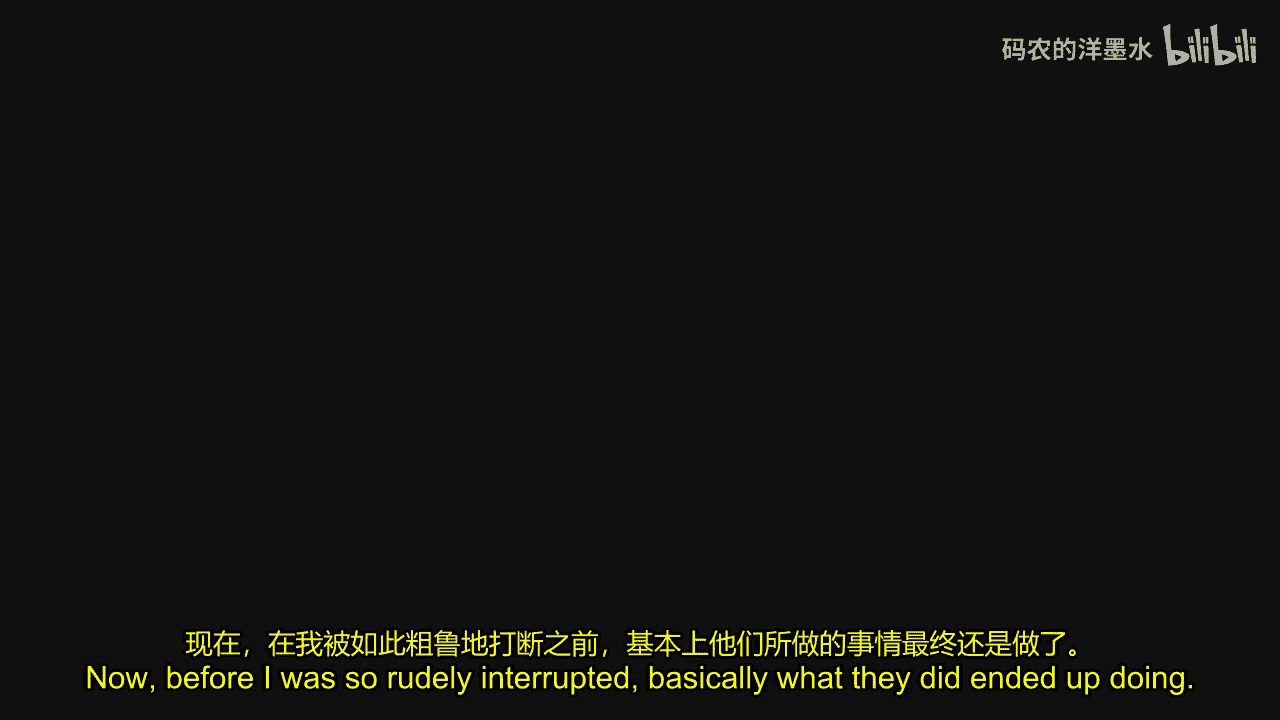 码农的洋墨水 bilibili
现在，在我被如此粗鲁地打断之前，基本上他们所做的事情最终还是做了。
Now, before I was so rudely interrupted, basically what they did ended up doing.